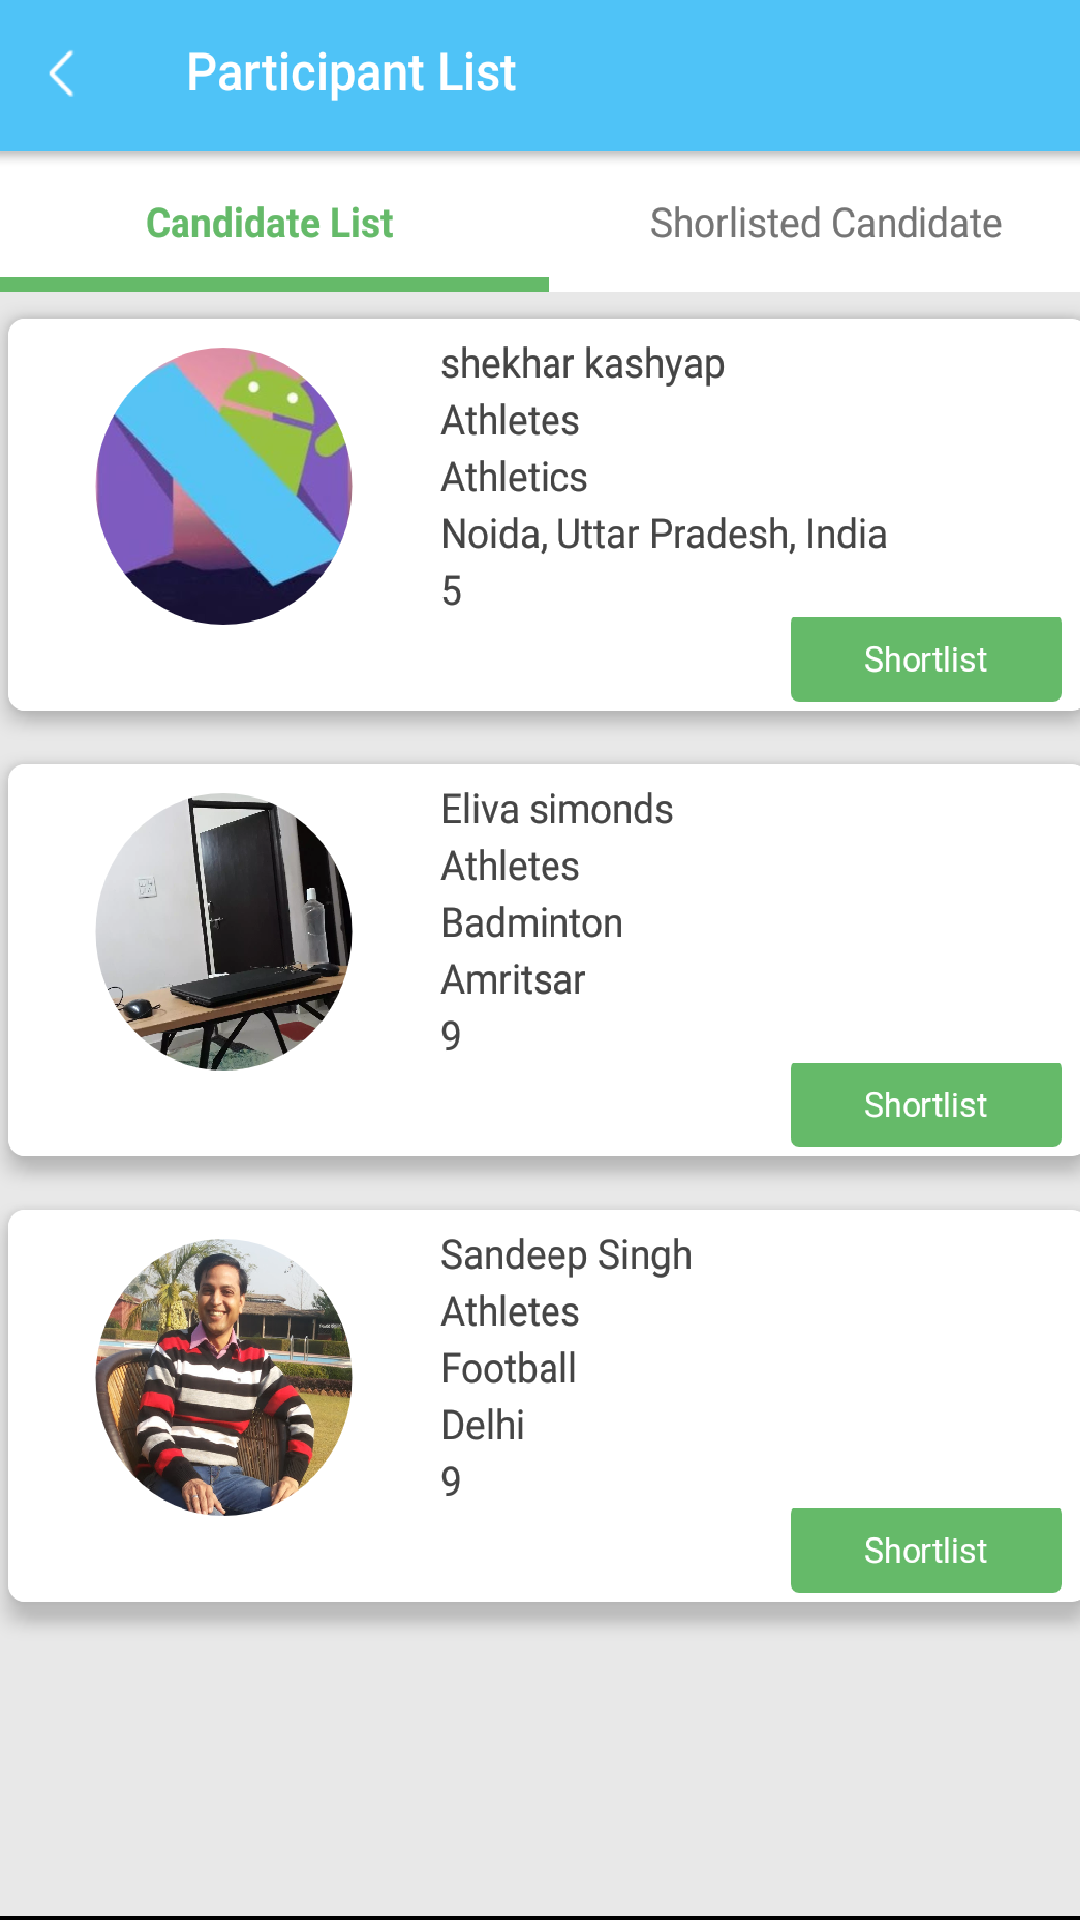 Participant List
Candidate List
Shorlisted Candidate
shekhar kashyap
Athletes
Athletics
Noida, Uttar Pradesh, India
5
Shortlist
Eliva simonds
Athletes
Badminton
Amritsar
9
Shortlist
Sandeep Singh
Athletes
Football
Delhi
9
Shortlist